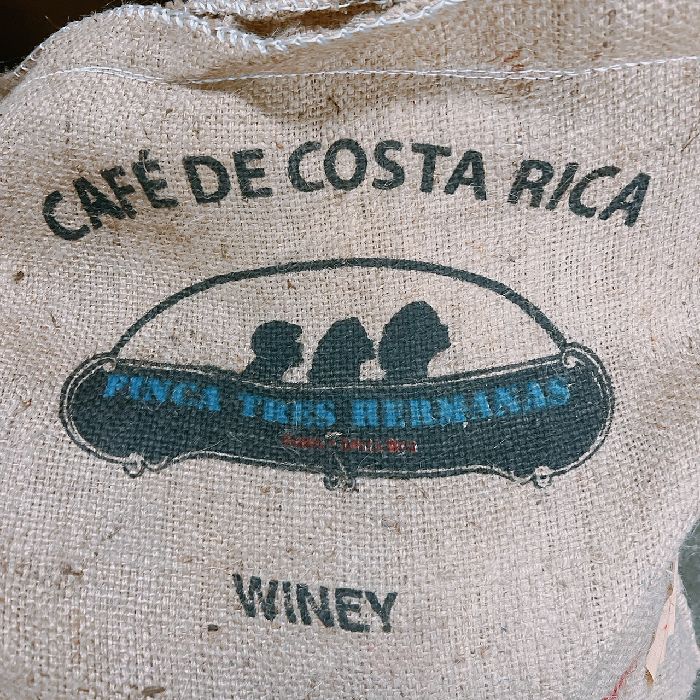 CAFÉ DE COSTA RICA
FINCA TRES HERMANAS
WINEY